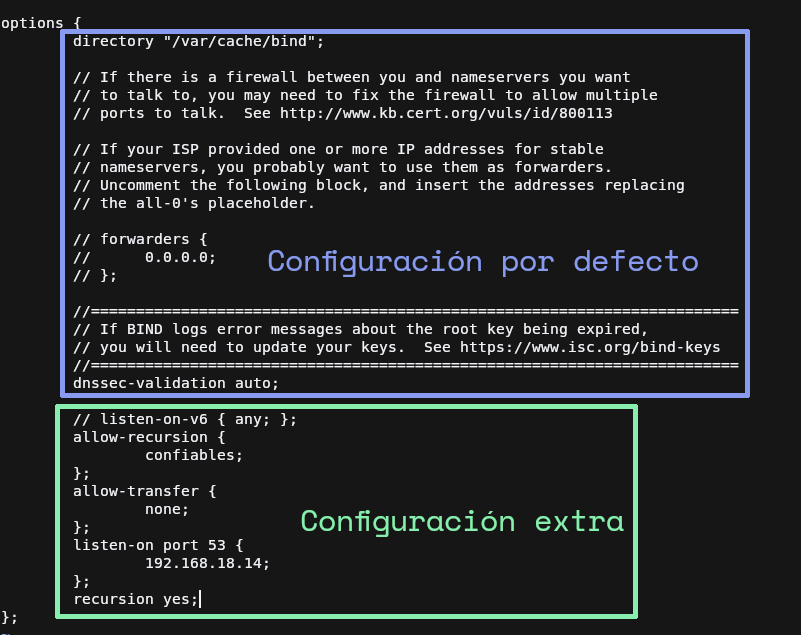 options {
directory "/var/cache/bind";
// If there is a firewall between you and nameservers you want
// to talk to, you may need to fix the firewall to allow multiple
// ports to talk.  See http://www.kb.cert.org/vuls/id/800113
// If your ISP provided one or more IP addresses for stable
// nameservers, you probably want to use them as forwarders.
// Uncomment the following block, and insert the addresses replacing
// the all-0's placeholder.
// forwarders {
//      0.0.0.0;
// };
Configuración por defecto
//========================================================================
// If BIND logs error messages about the root key being expired,
// you will need to update your keys.  See https://www.isc.org/bind-keys
//========================================================================
dnssec-validation auto;
// listen-on-v6 { any; };
allow-recursion {
confiables;
};
allow-transfer {
none;
};
Configuración extra
listen-on port 53 {
192.168.18.14;
};
recursion yes;
};